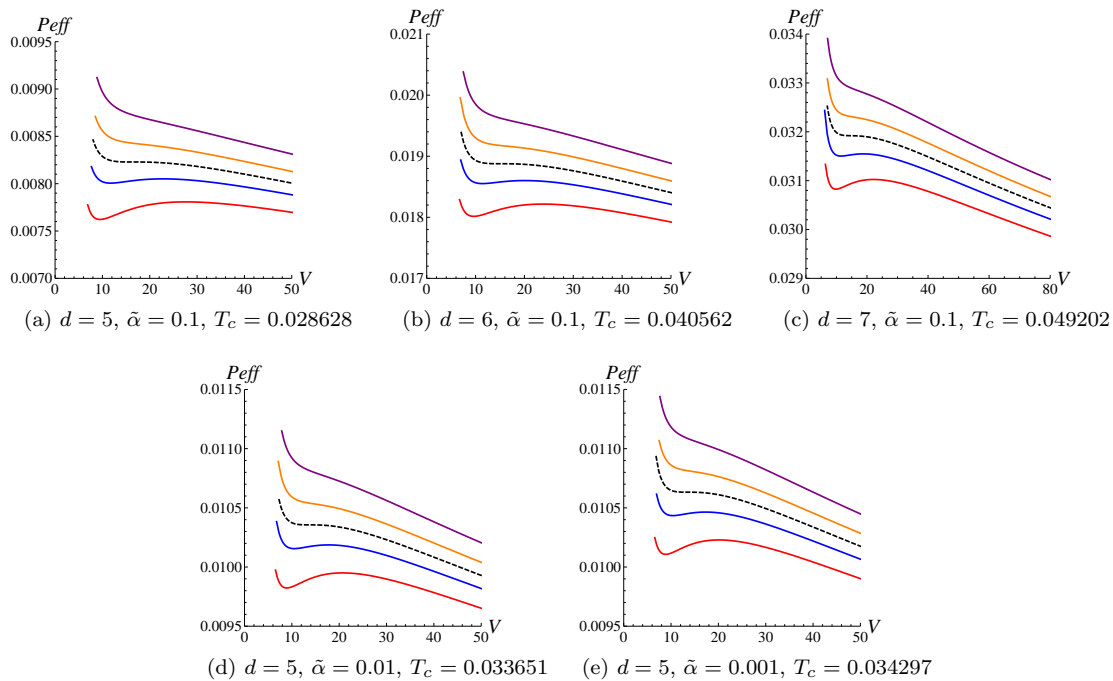 Peff
0.0095
0.0090
0.0085
0.0080
0.0075
0.0070
0 10 20 30 40 50
V
(a) d = 5, α̃ = 0.1, T_c = 0.028628
Peff
0.021
0.020
0.019
0.018
0.017
0 10 20 30 40 50
V
(b) d = 6, α̃ = 0.1, T_c = 0.040562
Peff
0.034
0.033
0.032
0.031
0.030
0.029
0 20 40 60 80
V
(c) d = 7, α̃ = 0.1, T_c = 0.049202
Peff
0.0115
0.0110
0.0105
0.0100
0.0095
0 10 20 30 40 50
V
(d) d = 5, α̃ = 0.01, T_c = 0.033651
Peff
0.0115
0.0110
0.0105
0.0100
0.0095
0 10 20 30 40 50
V
(e) d = 5, α̃ = 0.001, T_c = 0.034297